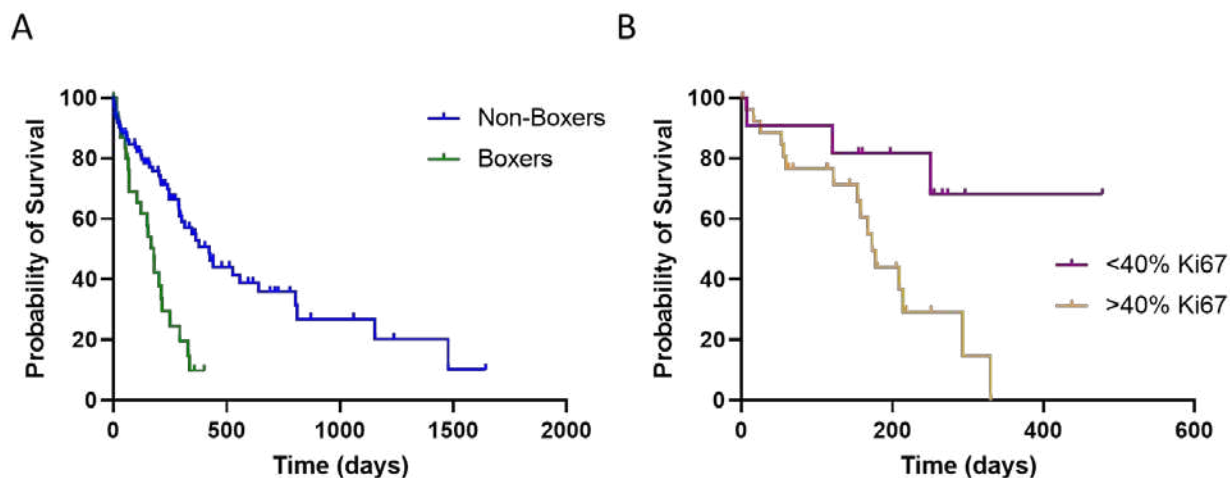 A
Probability of Survival
100
80
60
40
20
0
0 500 1000 1500 2000
Time (days)
Non-Boxers
Boxers
B
Probability of Survival
100
80
60
40
20
0
0 200 400 600
Time (days)
<40% Ki67
>40% Ki67